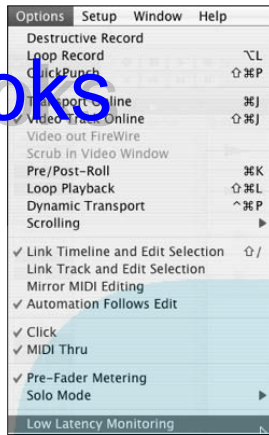 Options Setup Window Help
Destructive Record
Loop Record ⌥L
QuickPunch ⇧⌘P
Transport Online ⌘J
✓ Video Track Online ⇧⌘J
Video out FireWire
Scrub in Video Window
Pre/Post-Roll ⌘K
Loop Playback ⇧⌘L
Dynamic Transport ^⌘P
Scrolling ▶
✓ Link Timeline and Edit Selection ⇧/
Link Track and Edit Selection
Mirror MIDI Editing
✓ Automation Follows Edit
✓ Click
✓ MIDI Thru
✓ Pre-Fader Metering
Solo Mode ▶
Low Latency Monitoring
oks